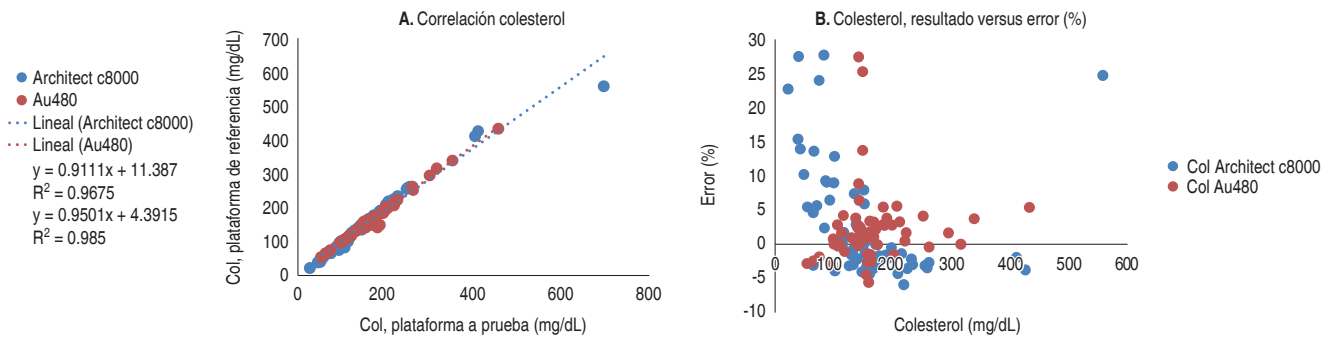 Architect c8000
Au480
Lineal (Architect c8000)
Lineal (Au480)
y = 0.9111x + 11.387
R² = 0.9675
y = 0.9501x + 4.3915
R² = 0.985
A. Correlación colesterol
Col, plataforma de referencia (mg/dL)
700
600
500
400
300
200
100
0
0 200 400 600 800
Col, plataforma a prueba (mg/dL)
B. Colesterol, resultado versus error (%)
Error (%)
30
25
20
15
10
5
0
-5
-10
0 100 200 300 400 500 600
Colesterol (mg/dL)
Col Architect c8000
Col Au480